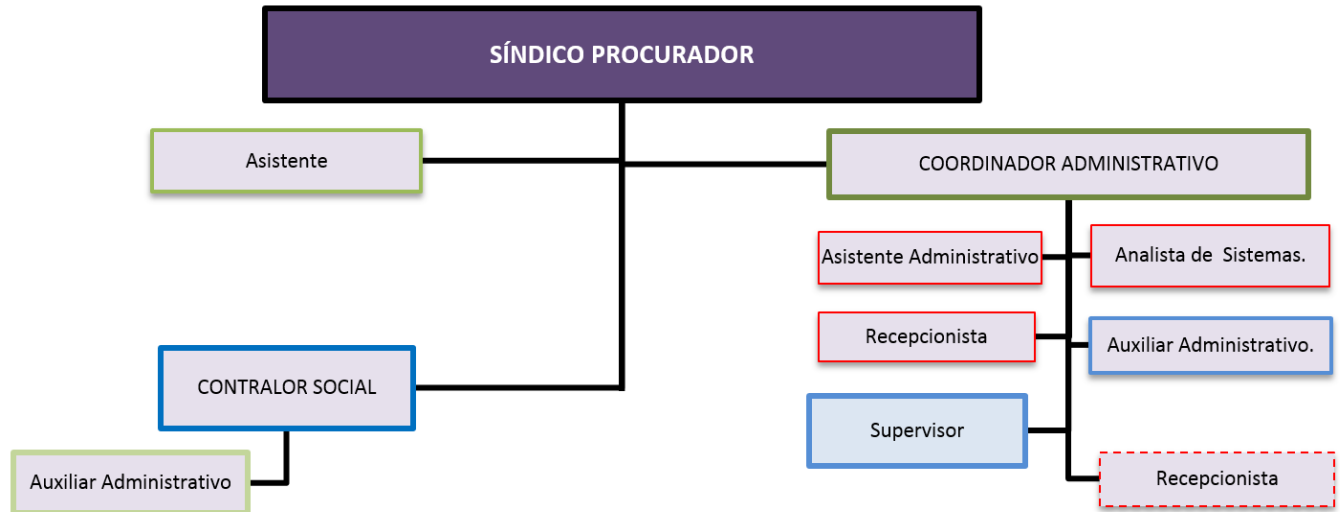 SÍNDICO PROCURADOR
Asistente
COORDINADOR ADMINISTRATIVO
Asistente Administrativo
Analista de  Sistemas.
Recepcionista
Auxiliar Administrativo.
CONTRALOR SOCIAL
Supervisor
Auxiliar Administrativo
Recepcionista